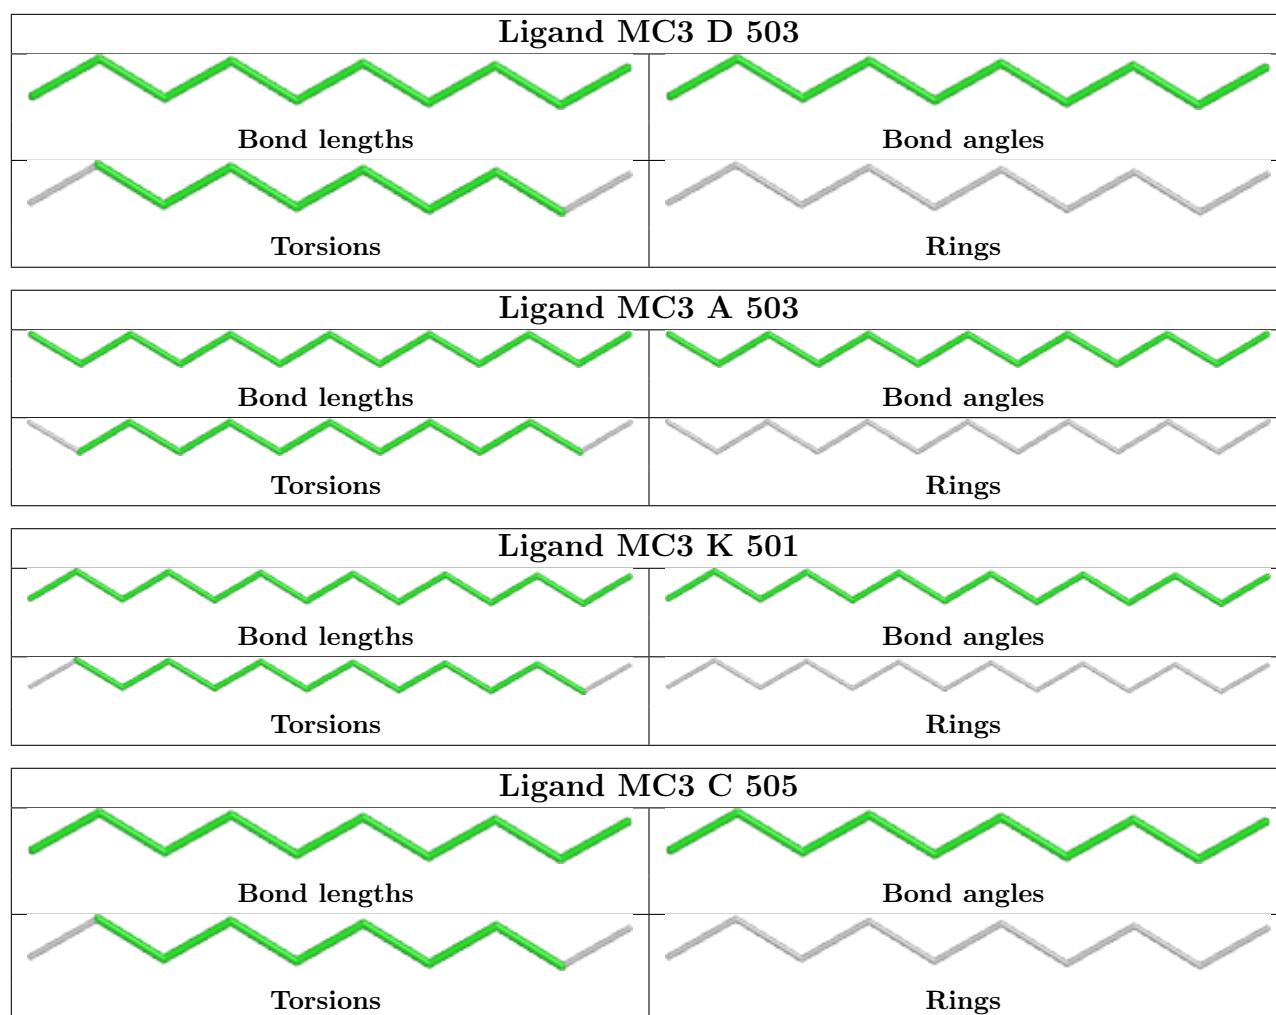 Ligand MC3 D 503
Bond lengths
Bond angles
Torsions
Rings
Ligand MC3 A 503
Bond lengths
Bond angles
Torsions
Rings
Ligand MC3 K 501
Bond lengths
Bond angles
Torsions
Rings
Ligand MC3 C 505
Bond lengths
Bond angles
Torsions
Rings